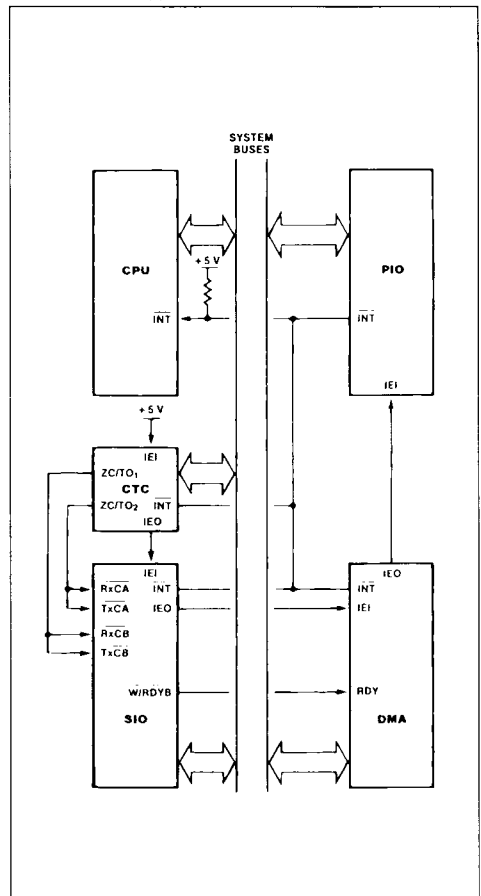 SYSTEM
BUSES
CPU
+5 V
INT
PIO
INT
IEI
+5 V
IEI
ZC/TO1
CTC
ZC/TO2
INT
IEO
IEI
RxCA
INT
TxCA
IEO
RxCB
TxCB
W/RDYB
SIO
IEO
INT
IEI
RDY
DMA